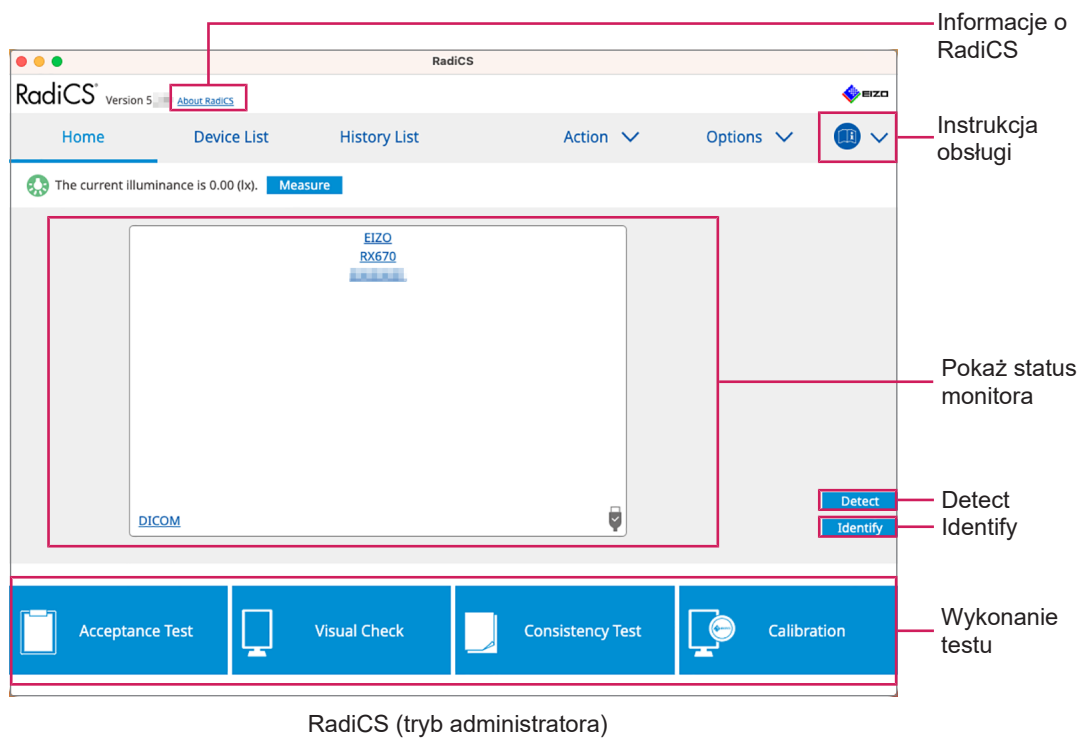 Informacje o
RadiCS
RadiCS
RadiCS Version 5 About RadiCS
EIZO
Home Device List History List Action Options
Instrukcja
obsługi
The current illuminance is 0.00 (lx). Measure
EIZO
RX670
Pokaż status
monitora
DICOM
Detect
Detect
Identify
Identify
Acceptance Test Visual Check Consistency Test Calibration
Wykonanie
testu
RadiCS (tryb administratora)